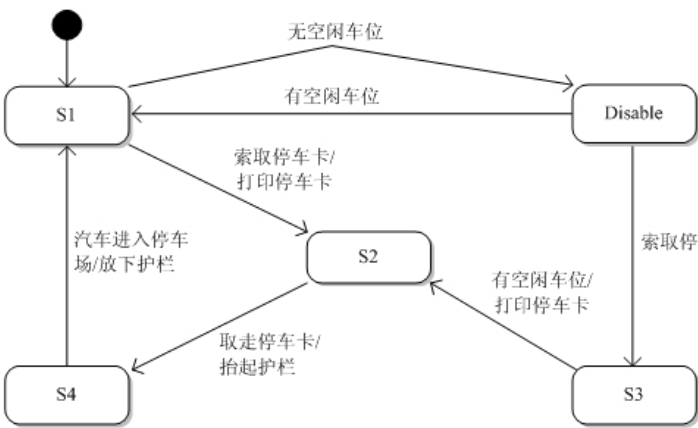 无空闲车位
S1
有空闲车位
Disable
索取停车卡/
打印停车卡
汽车进入停车
场/放下护栏
S2
索取停
有空闲车位/
打印停车卡
取走停车卡/
抬起护栏
S4
S3